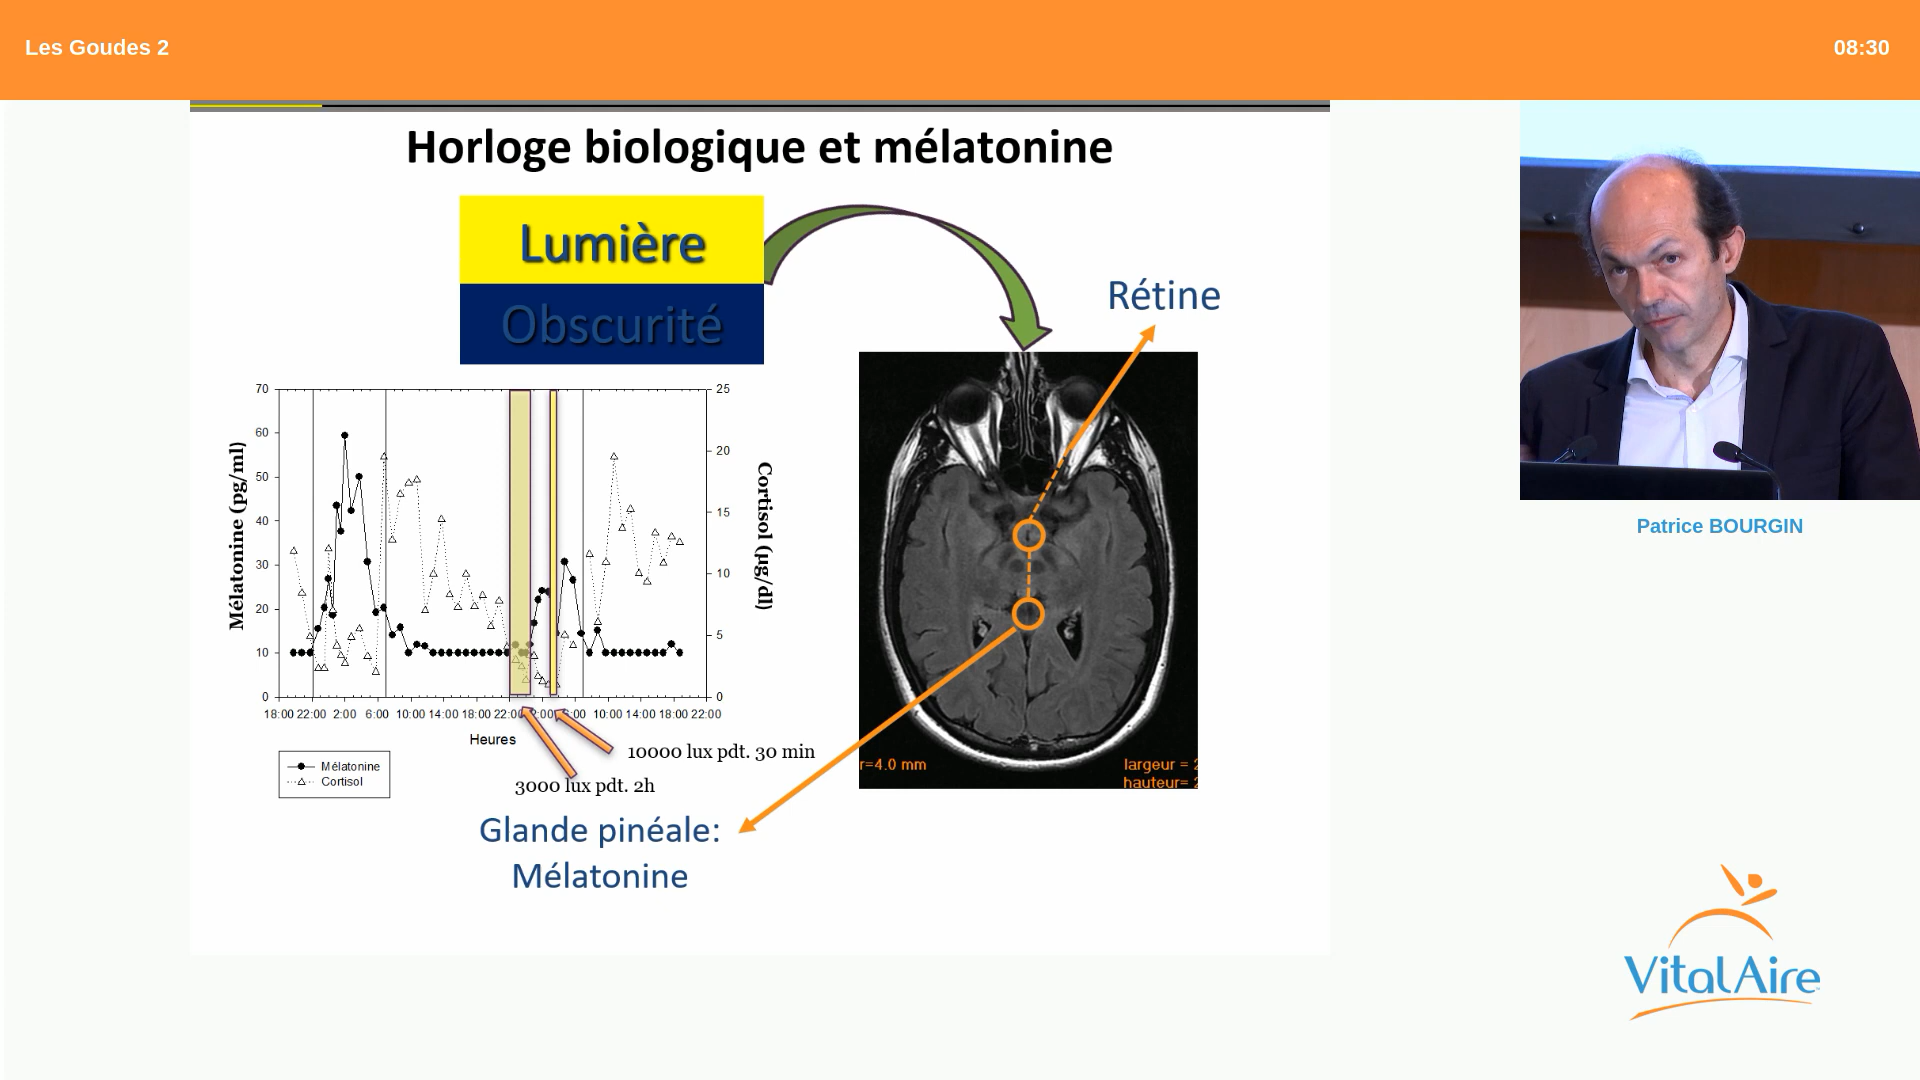 Les Goudes 2
08:30
Horloge biologique et mélatonine
Lumière
Obscurité
Rétine
70
60
50
40
30
20
10
0
Mélatonine (pg/ml)
25
20
15
10
5
0
Cortisol (µg/dl)
18:00 22:00 2:00 6:00 10:00 14:00 18:00 22:00 10:00 14:00 18:00 22:00
Heures
Mélatonine
Cortisol
10000 lux pdt. 30 min
3000 lux pdt. 2h
r=4.0 mm
largeur = 2
hauteur= 2
Glande pinéale:
Mélatonine
Patrice BOURGIN
VitalAire